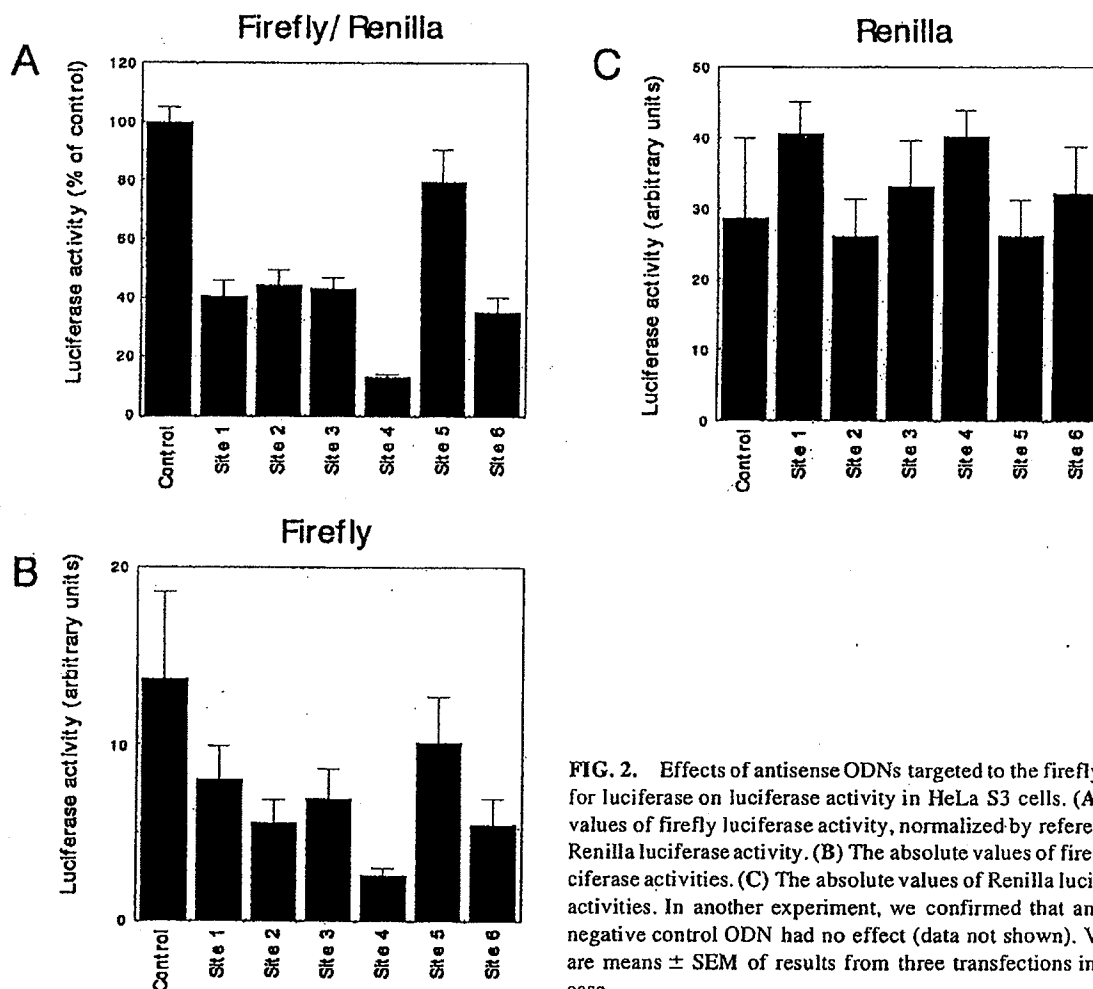 Firefly/ Renilla
A
Luciferase activity (% of control)
120
100
80
60
40
20
0
Control
Site 1
Site 2
Site 3
Site 4
Site 5
Site 6
Renilla
C
Luciferase activity (arbitrary units)
50
40
30
20
10
0
Control
Site 1
Site 2
Site 3
Site 4
Site 5
Site 6
Firefly
B
Luciferase activity (arbitrary units)
20
10
0
Control
Site 1
Site 2
Site 3
Site 4
Site 5
Site 6
FIG. 2. Effects of antisense ODNs targeted to the firefly
for luciferase on luciferase activity in HeLa S3 cells. (A
values of firefly luciferase activity, normalized by refere
Renilla luciferase activity. (B) The absolute values of fire
ciferase activities. (C) The absolute values of Renilla luci
activities. In another experiment, we confirmed that an
negative control ODN had no effect (data not shown). V
are means ± SEM of results from three transfections in